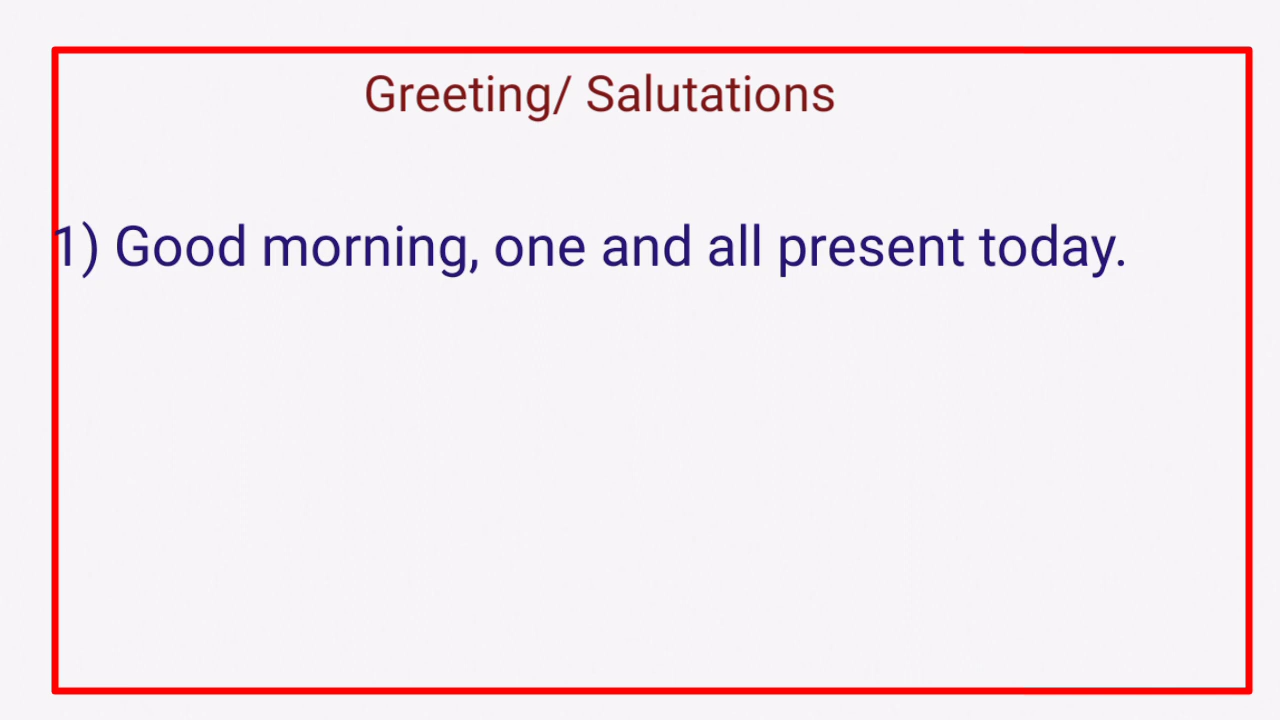 Greeting/ Salutations
1) Good morning, one and all present today.